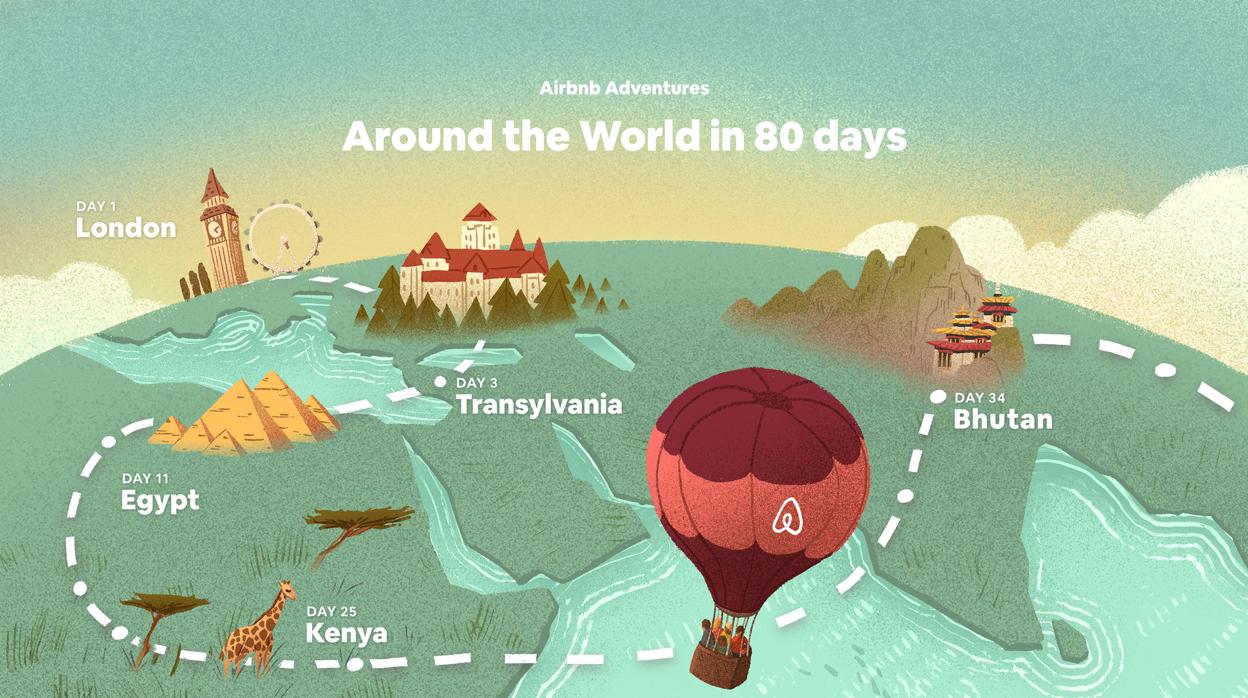 Airbnb Adventures
Around the World in 80 days
DAY 1
London
DAY 3
Transylvania
DAY 34
Bhutan
DAY 11
Egypt
DAY 25
Kenya